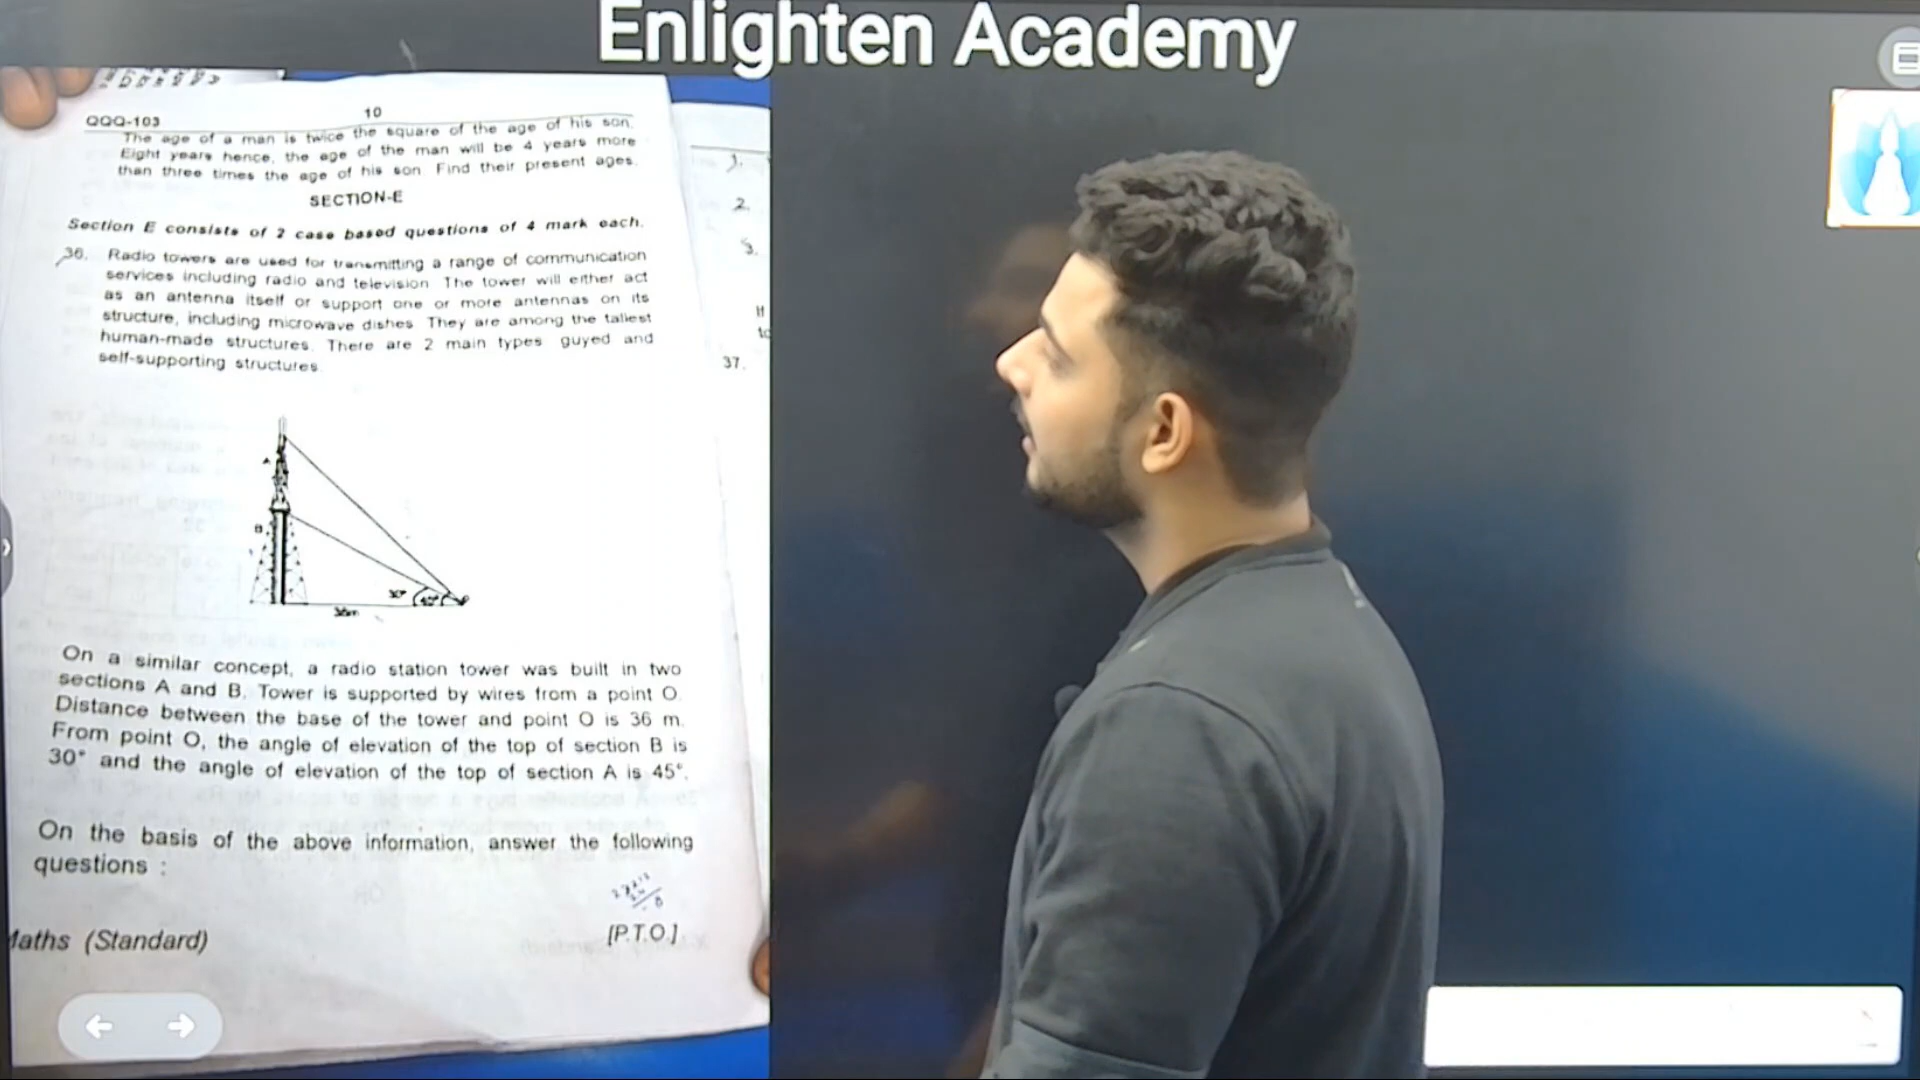 Enlighten Academy
QQQ-103
10
The age of a man is twice the square of the age of his son.
Eight years hence, the age of the man will be 4 years more
than three times the age of his son. Find their present ages.
SECTION-E
Section E consists of 2 case based questions of 4 mark each.
36. Radio towers are used for transmitting a range of communication
services including radio and television. The tower will either act
as an antenna itself or support one or more antennas on its
structure, including microwave dishes. They are among the tallest
human-made structures. There are 2 main types guyed and
self-supporting structures.
A
B
30°
45°
36m
On a similar concept, a radio station tower was built in two
sections A and B. Tower is supported by wires from a point O.
Distance between the base of the tower and point O is 36 m.
From point O, the angle of elevation of the top of section B is
30° and the angle of elevation of the top of section A is 45°.
On the basis of the above information, answer the following
questions :
Maths (Standard)
[P.T.O.]
1.
2.
3.
If
to
37.